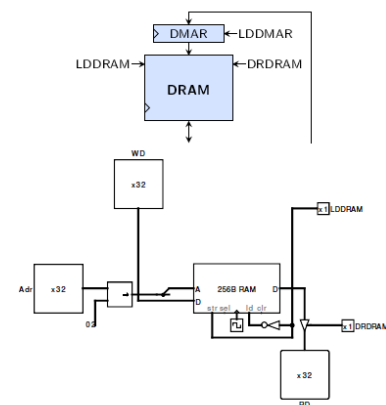 DMAR
LDDMAR
LDDRAM
DRDRAM
DRAM
WD
x32
x1 LDDRAM
Adr
x32
A
256B RAM
D
D
str sel
ld clr
03
x1 DRDRAM
x32